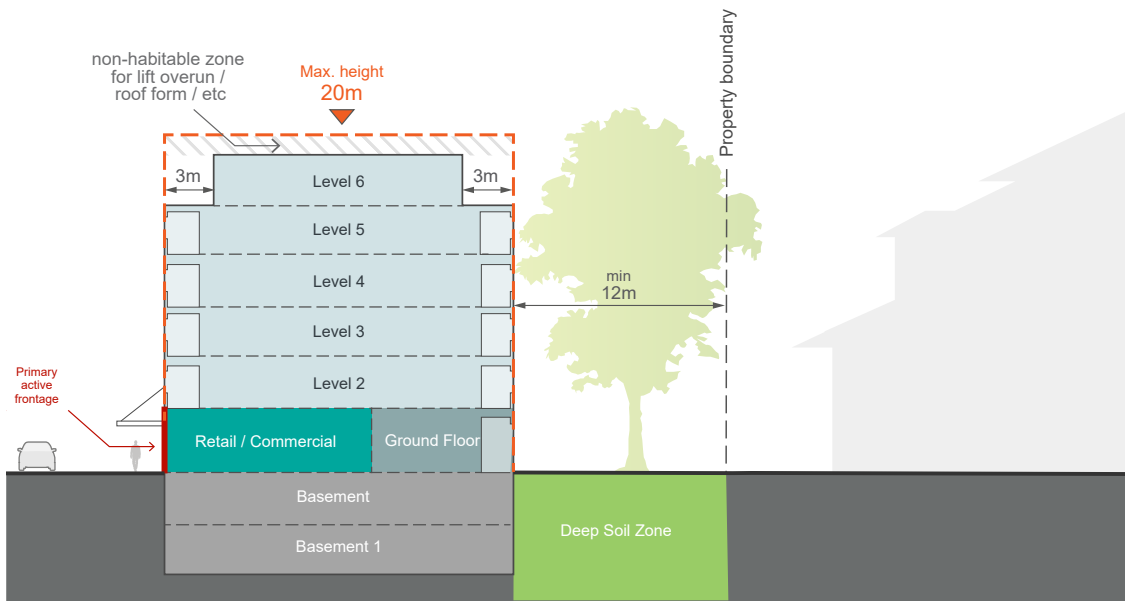 non-habitable zone
for lift overun /
roof form / etc
Max. height
20m
Property boundary
3m
3m
Level 6
Level 5
Level 4
min
12m
Level 3
Level 2
Primary
active
frontage
Retail / Commercial
Ground Floor
Basement
Deep Soil Zone
Basement 1